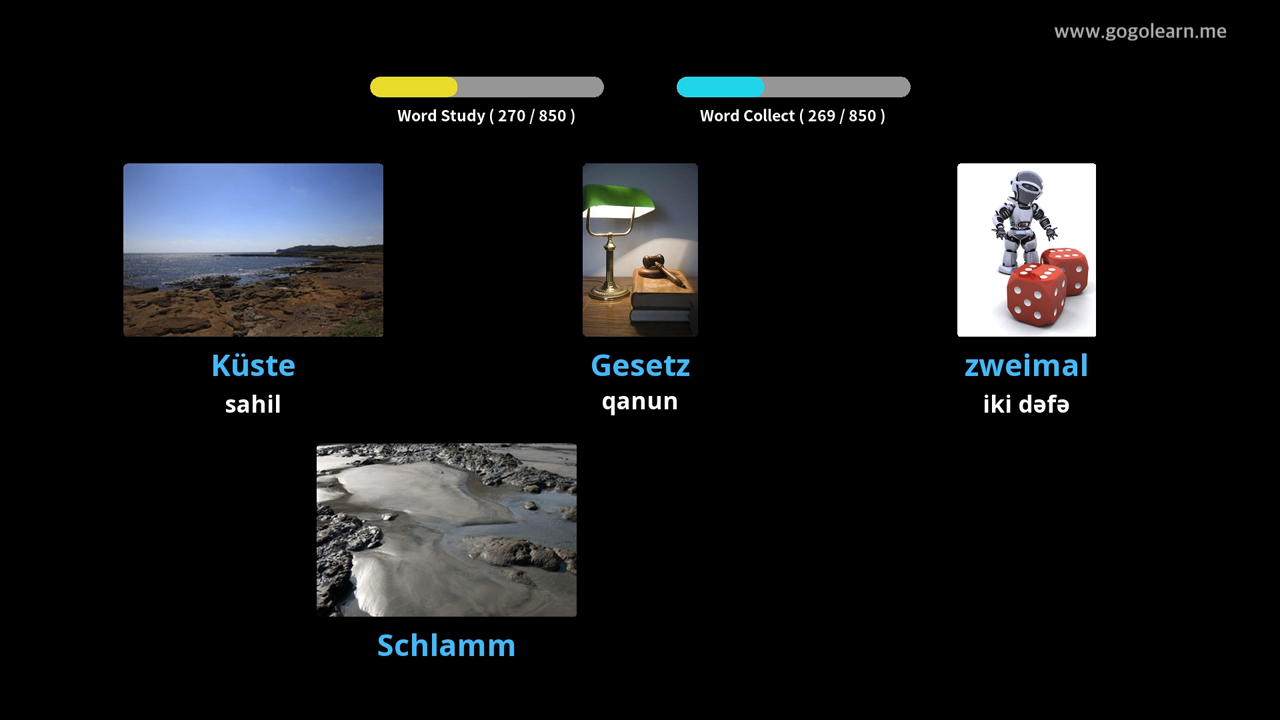 www.gogolearn.me
Word Study ( 270 / 850 )
Word Collect ( 269 / 850 )
Küste
Gesetz
zweimal
sahil
qanun
iki dəfə
Schlamm